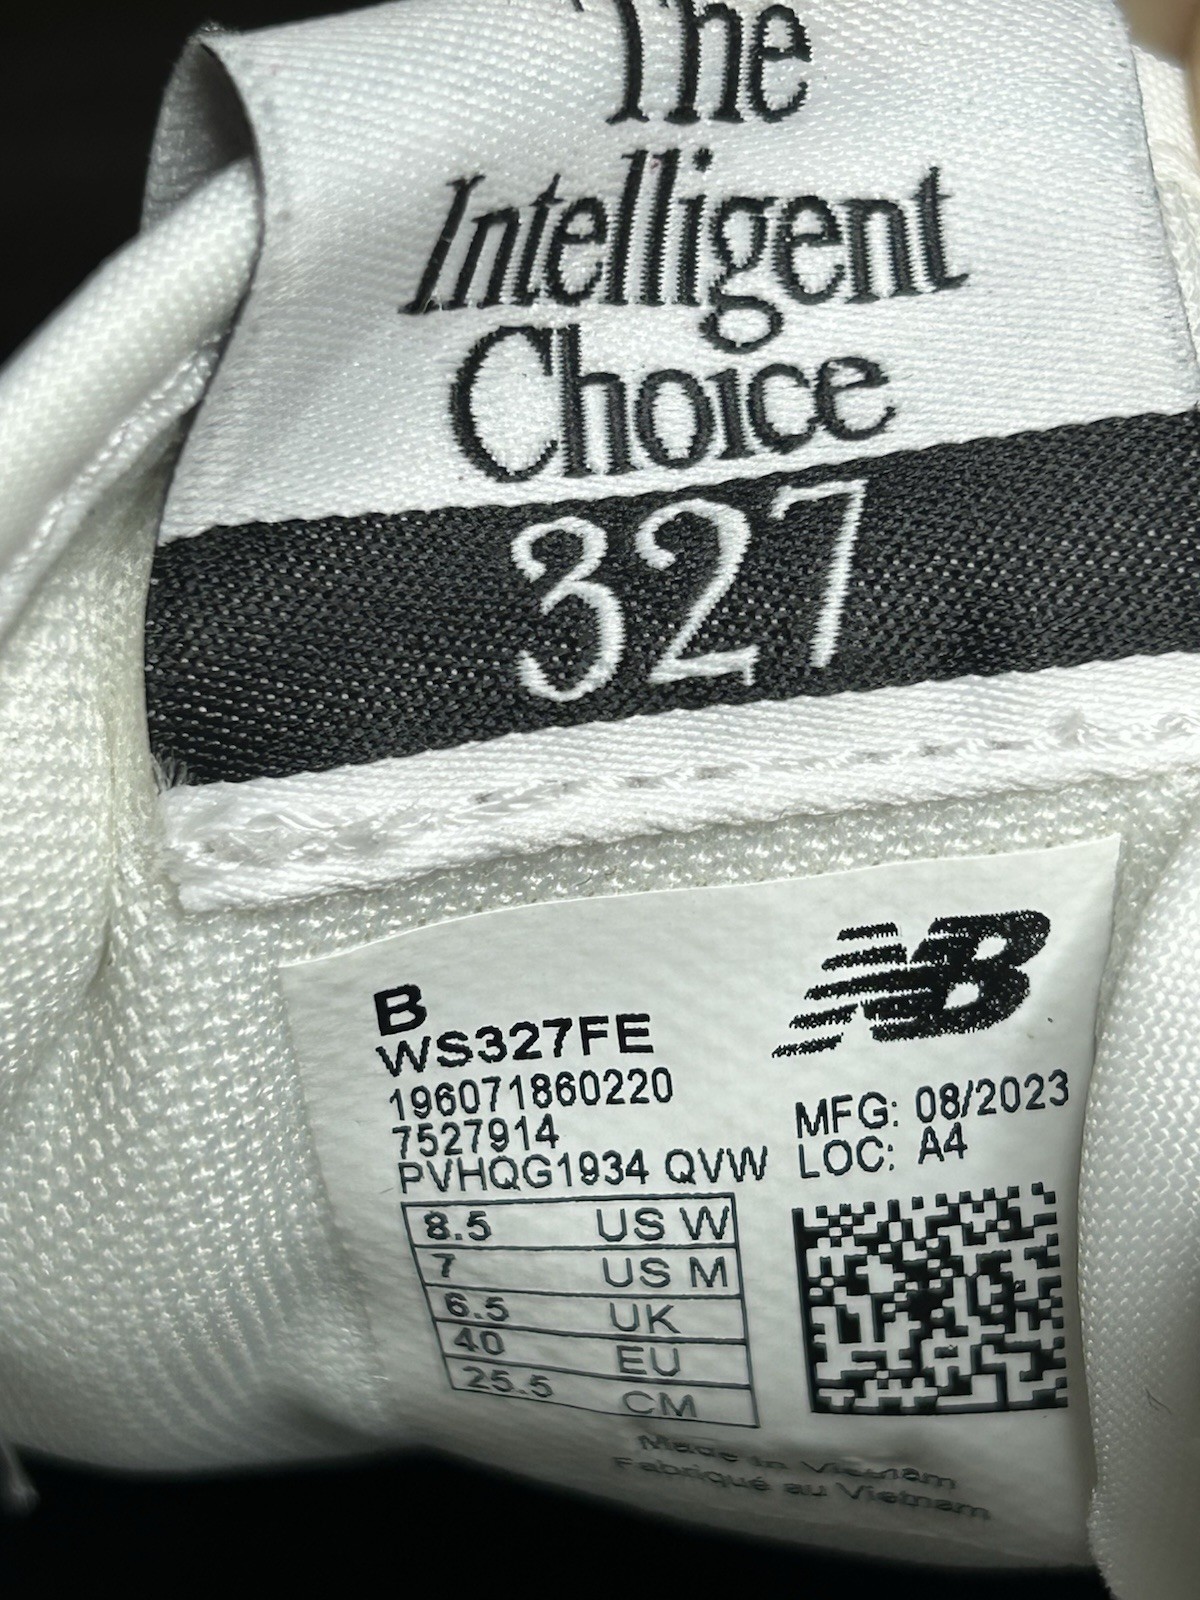 The
Intelligent
Choice
327
NB
B
WS327FE
196071860220
7527914
PVHQG1934 QVW
MFG: 08/2023
LOC: A4
8.5 US W
7 US M
6.5 UK
40 EU
25.5 CM
Made in Vietnam
Fabriqué au Vietnam